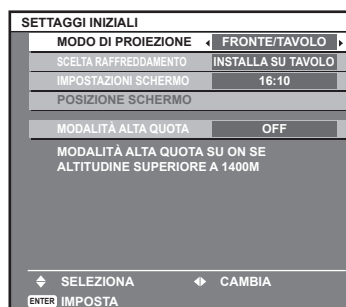 SETTAGGI INIZIALI
MODO DI PROIEZIONE FRONTE/TAVOLO
SCELTA RAFFREDDAMENTO INSTALLA SU TAVOLO
IMPOSTAZIONI SCHERMO 16:10
POSIZIONE SCHERMO
MODALITÀ ALTA QUOTA OFF
MODALITÀ ALTA QUOTA SU ON SE
ALTITUDINE SUPERIORE A 1400M
SELEZIONA CAMBIA
ENTER IMPOSTA